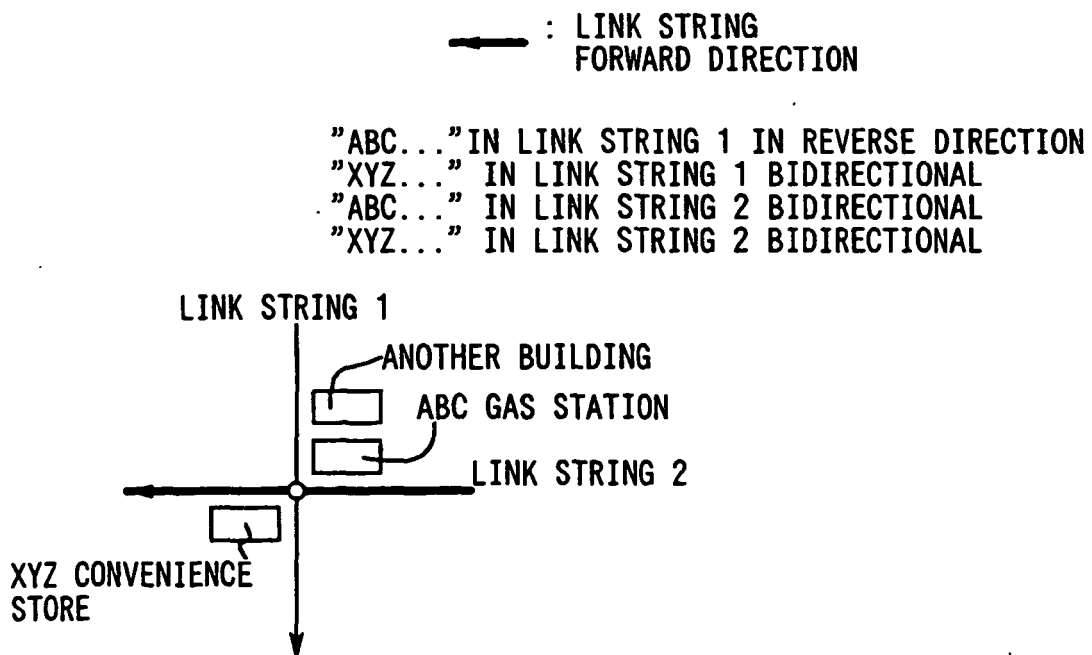 : LINK STRING
FORWARD DIRECTION
"ABC..."IN LINK STRING 1 IN REVERSE DIRECTION
"XYZ..." IN LINK STRING 1 BIDIRECTIONAL
"ABC..." IN LINK STRING 2 BIDIRECTIONAL
"XYZ..." IN LINK STRING 2 BIDIRECTIONAL
LINK STRING 1
ANOTHER BUILDING
ABC GAS STATION
LINK STRING 2
XYZ CONVENIENCE
STORE